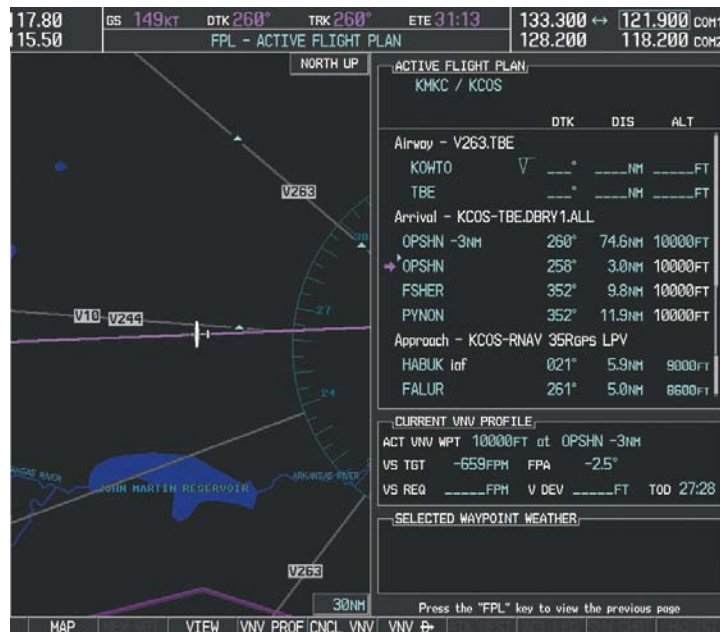 17.80 GS 149KT DTK 260° TRK 260° ETE 31:13 133.300 ↔ 121.900 COM1
15.50 FPL – ACTIVE FLIGHT PLAN 128.200 118.200 COM2
NORTH UP
V263
30
27
24
V10 V244
ARKANSAS RIVER
JOHN MARTIN RESERVOIR
V263
30NM
ACTIVE FLIGHT PLAN
KMKC / KCOS
DTK DIS ALT
Airway – V263.TBE
KOWTO ___° ____NM _____FT
TBE ___° ____NM _____FT
Arrival – KCOS-TBE.DBRY1.ALL
OPSHN -3NM 260° 74.6NM 10000FT
OPSHN 258° 3.0NM 10000FT
FSHER 352° 9.8NM 10000FT
PYNON 352° 11.9NM 10000FT
Approach – KCOS-RNAV 35RGPS LPV
HABUK iaf 021° 5.9NM 9000FT
FALUR 261° 5.0NM 8600FT
CURRENT VNV PROFILE
ACT VNV WPT 10000FT at OPSHN -3NM
VS TGT -659FPM FPA -2.5°
VS REQ _____FPM V DEV _____FT TOD 27:28
SELECTED WAYPOINT WEATHER
Press the "FPL" key to view the previous page
MAP VIEW VNV PROF CNCL VNV VNV D→